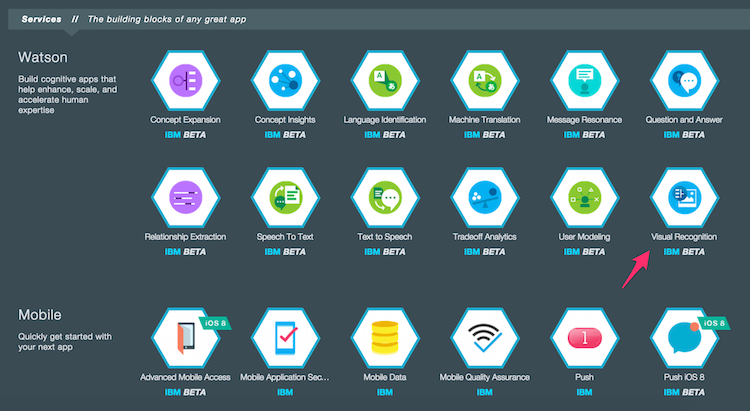 Services // The building blocks of any great app
Watson
Build cognitive apps that
help enhance, scale, and
accelerate human
expertise
Concept Expansion
IBM BETA
Concept Insights
IBM BETA
Language Identification
IBM BETA
Machine Translation
IBM BETA
Message Resonance
IBM BETA
Question and Answer
IBM BETA
Relationship Extraction
IBM BETA
Speech To Text
IBM BETA
Text to Speech
IBM BETA
Tradeoff Analytics
IBM BETA
User Modeling
IBM BETA
Visual Recognition
IBM BETA
Mobile
Quickly get started with
your next app
iOS 8
Advanced Mobile Access
IBM BETA
Mobile Application Sec...
IBM
Mobile Data
IBM
Mobile Quality Assurance
IBM
1
Push
IBM
iOS 8
Push iOS 8
IBM BETA